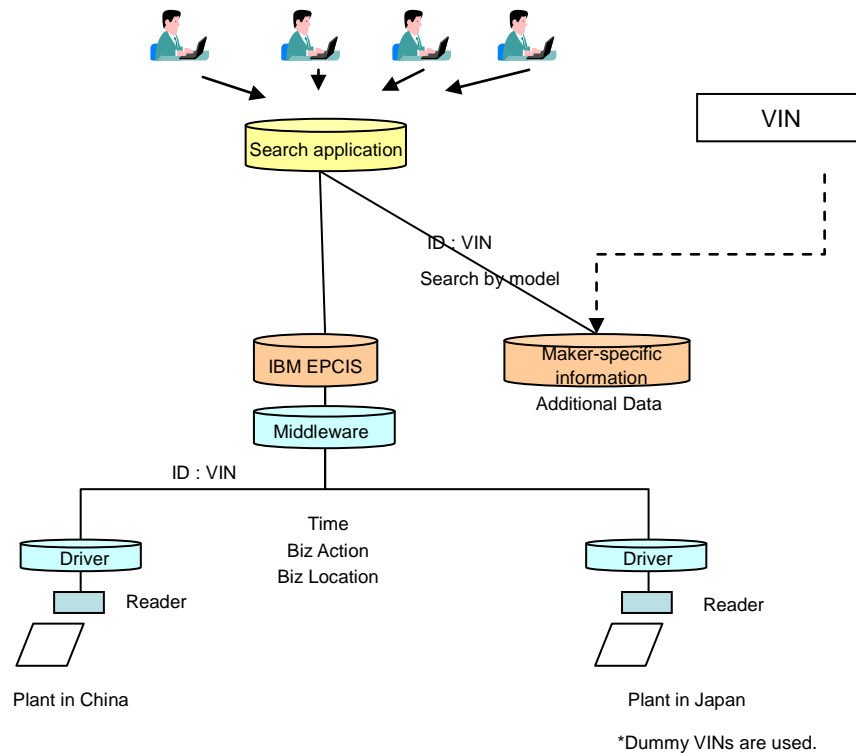 VIN
Search application
ID : VIN
Search by model
IBM EPCIS
Maker-specific
information
Additional Data
Middleware
ID : VIN
Time
Biz Action
Biz Location
Driver
Driver
Reader
Reader
Plant in China
Plant in Japan
*Dummy VINs are used.